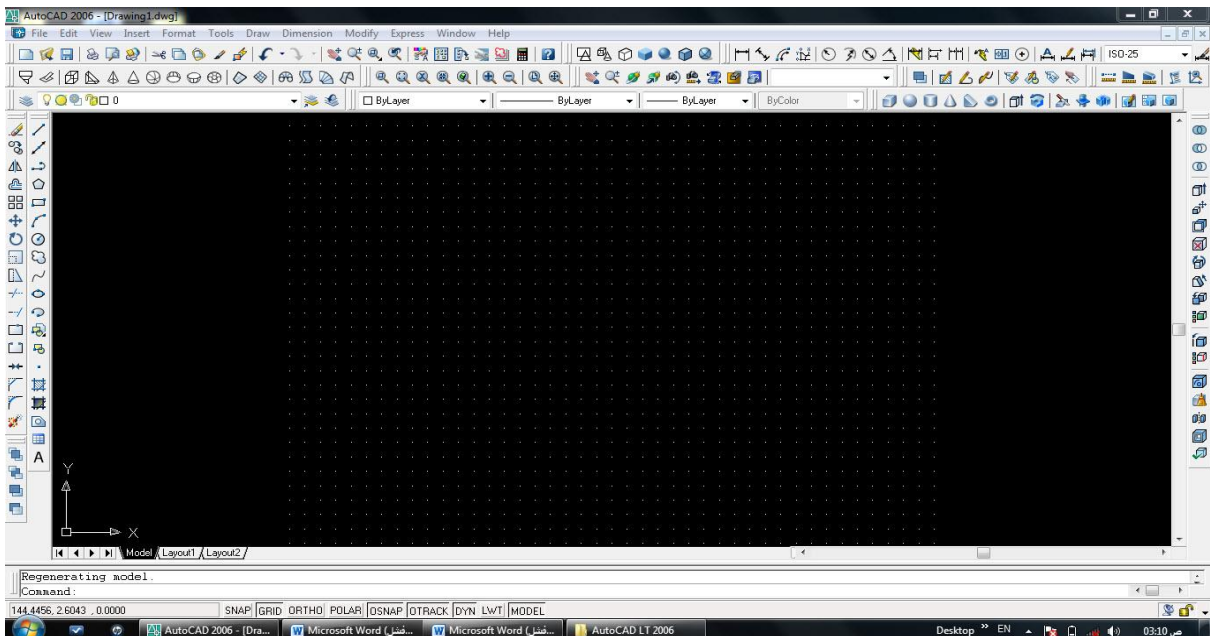 AutoCAD 2006 - [Drawing1.dwg]
File Edit View Insert Format Tools Draw Dimension Modify Express Window Help
ISO-25
0 ByLayer ByLayer ByLayer ByColor
A
Y
X
Model Layout1 Layout2
Regenerating model.
Command:
144.4456, 2.6043 , 0.0000 SNAP GRID ORTHO POLAR OSNAP OTRACK DYN LWT MODEL
AutoCAD 2006 - [Dra... Microsoft Word (فصل... Microsoft Word (فصل... AutoCAD LT 2006 Desktop » EN 03:10 ص